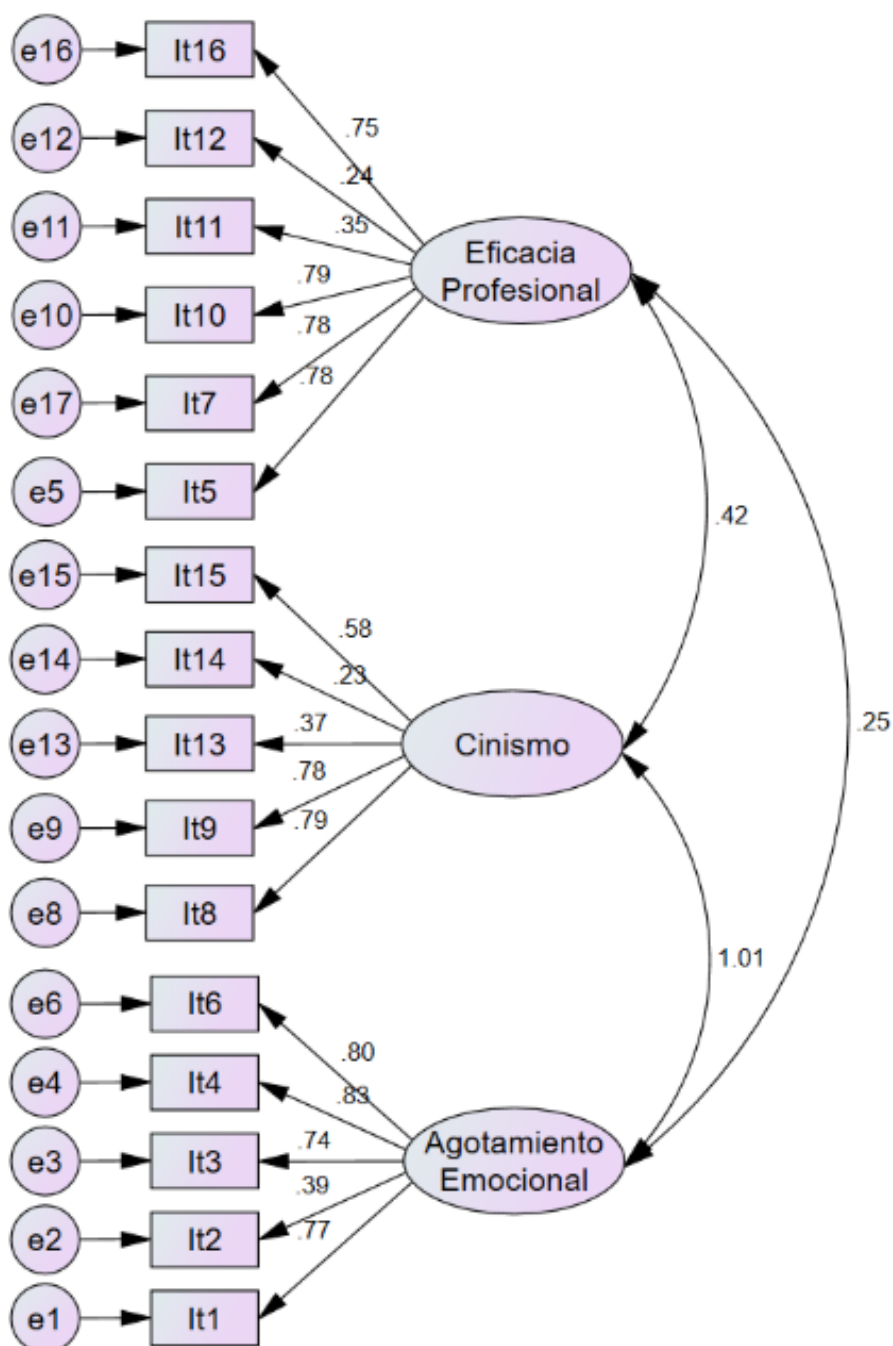 e16 It16
.75
e12 It12
.24
e11 It11
.35
Eficacia
Profesional
e10 It10
.79
.78
e17 It7
.78
e5 It5
.42
e15 It15
.58
e14 It14
.23
e13 It13
.37
Cinismo
.25
e9 It9
.78
.79
e8 It8
1.01
e6 It6
.80
e4 It4
.83
e3 It3
.74
Agotamiento
Emocional
.39
e2 It2
.77
e1 It1